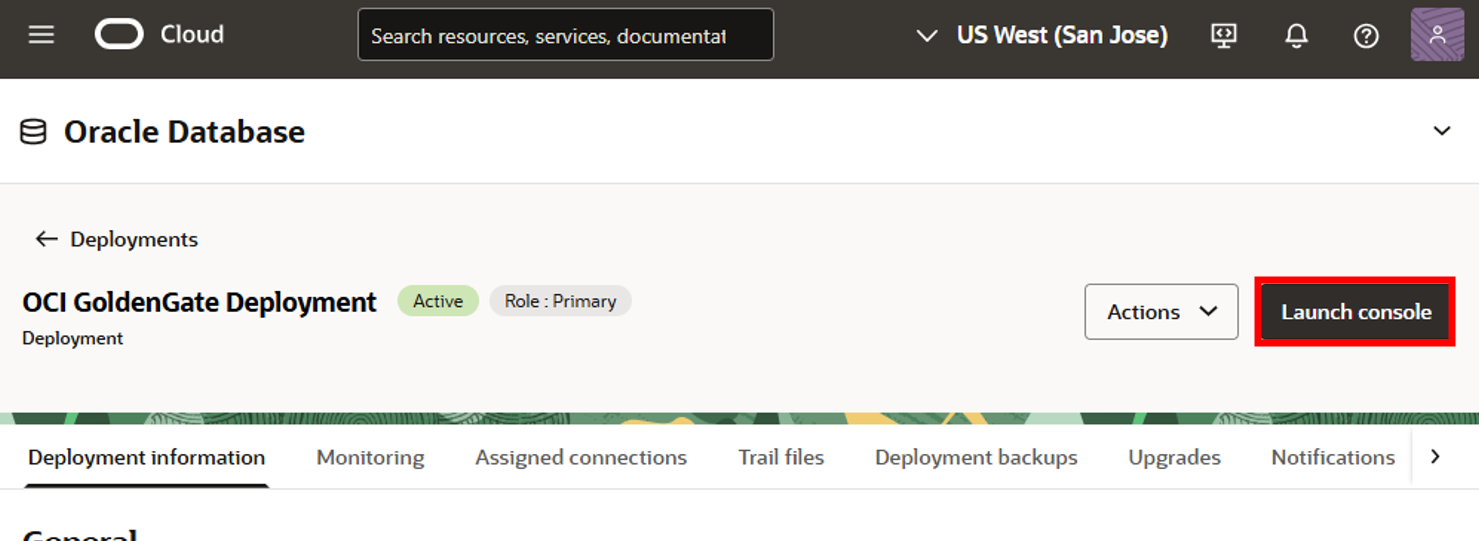 Cloud
Search resources, services, documentat
US West (San Jose)
Oracle Database
Deployments
OCI GoldenGate Deployment
Active
Role : Primary
Deployment
Actions
Launch console
Deployment information
Monitoring
Assigned connections
Trail files
Deployment backups
Upgrades
Notifications
General